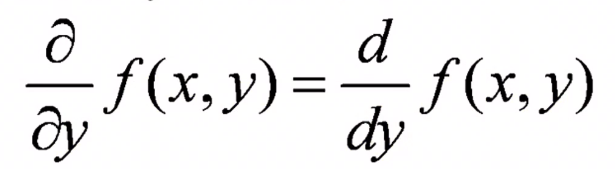 ∂/∂y f(x, y) = d/dy f(x, y)